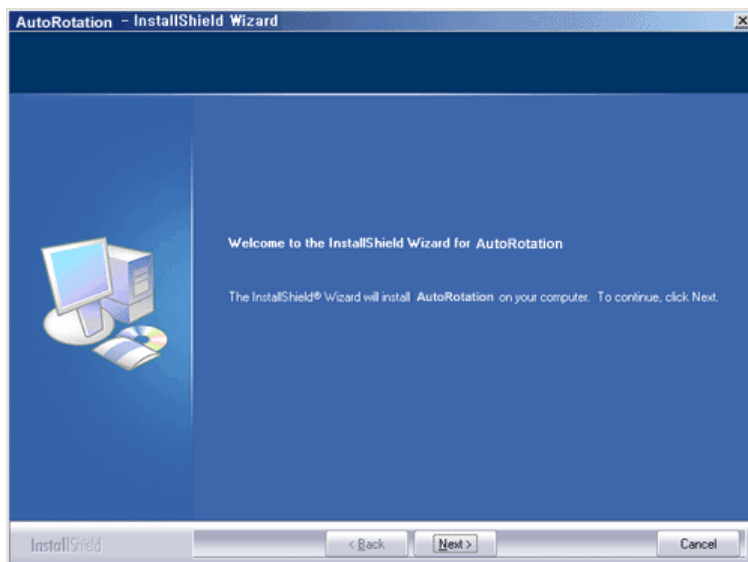 AutoRotation - InstallShield Wizard
Welcome to the InstallShield Wizard for AutoRotation
The InstallShield® Wizard will install AutoRotation on your computer. To continue, click Next.
InstallShield
< Back
Next >
Cancel